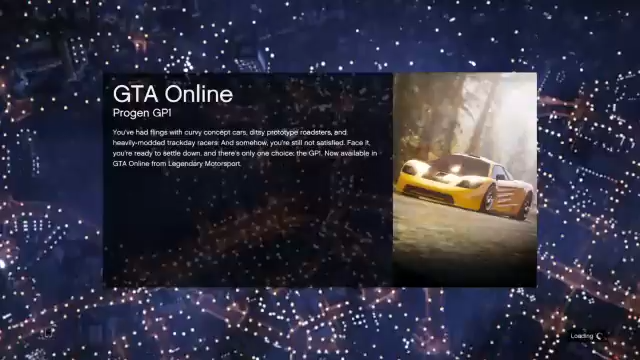 GTA Online
Progen GP1
You've had flings with curvy concept cars, ditsy prototype roadsters, and
heavily-modded trackday racers. And somehow, you're still not satisfied. Face it,
you're ready to settle down, and there's only one choice: the GP1. Now available in
GTA Online from Legendary Motorsport.
Loading